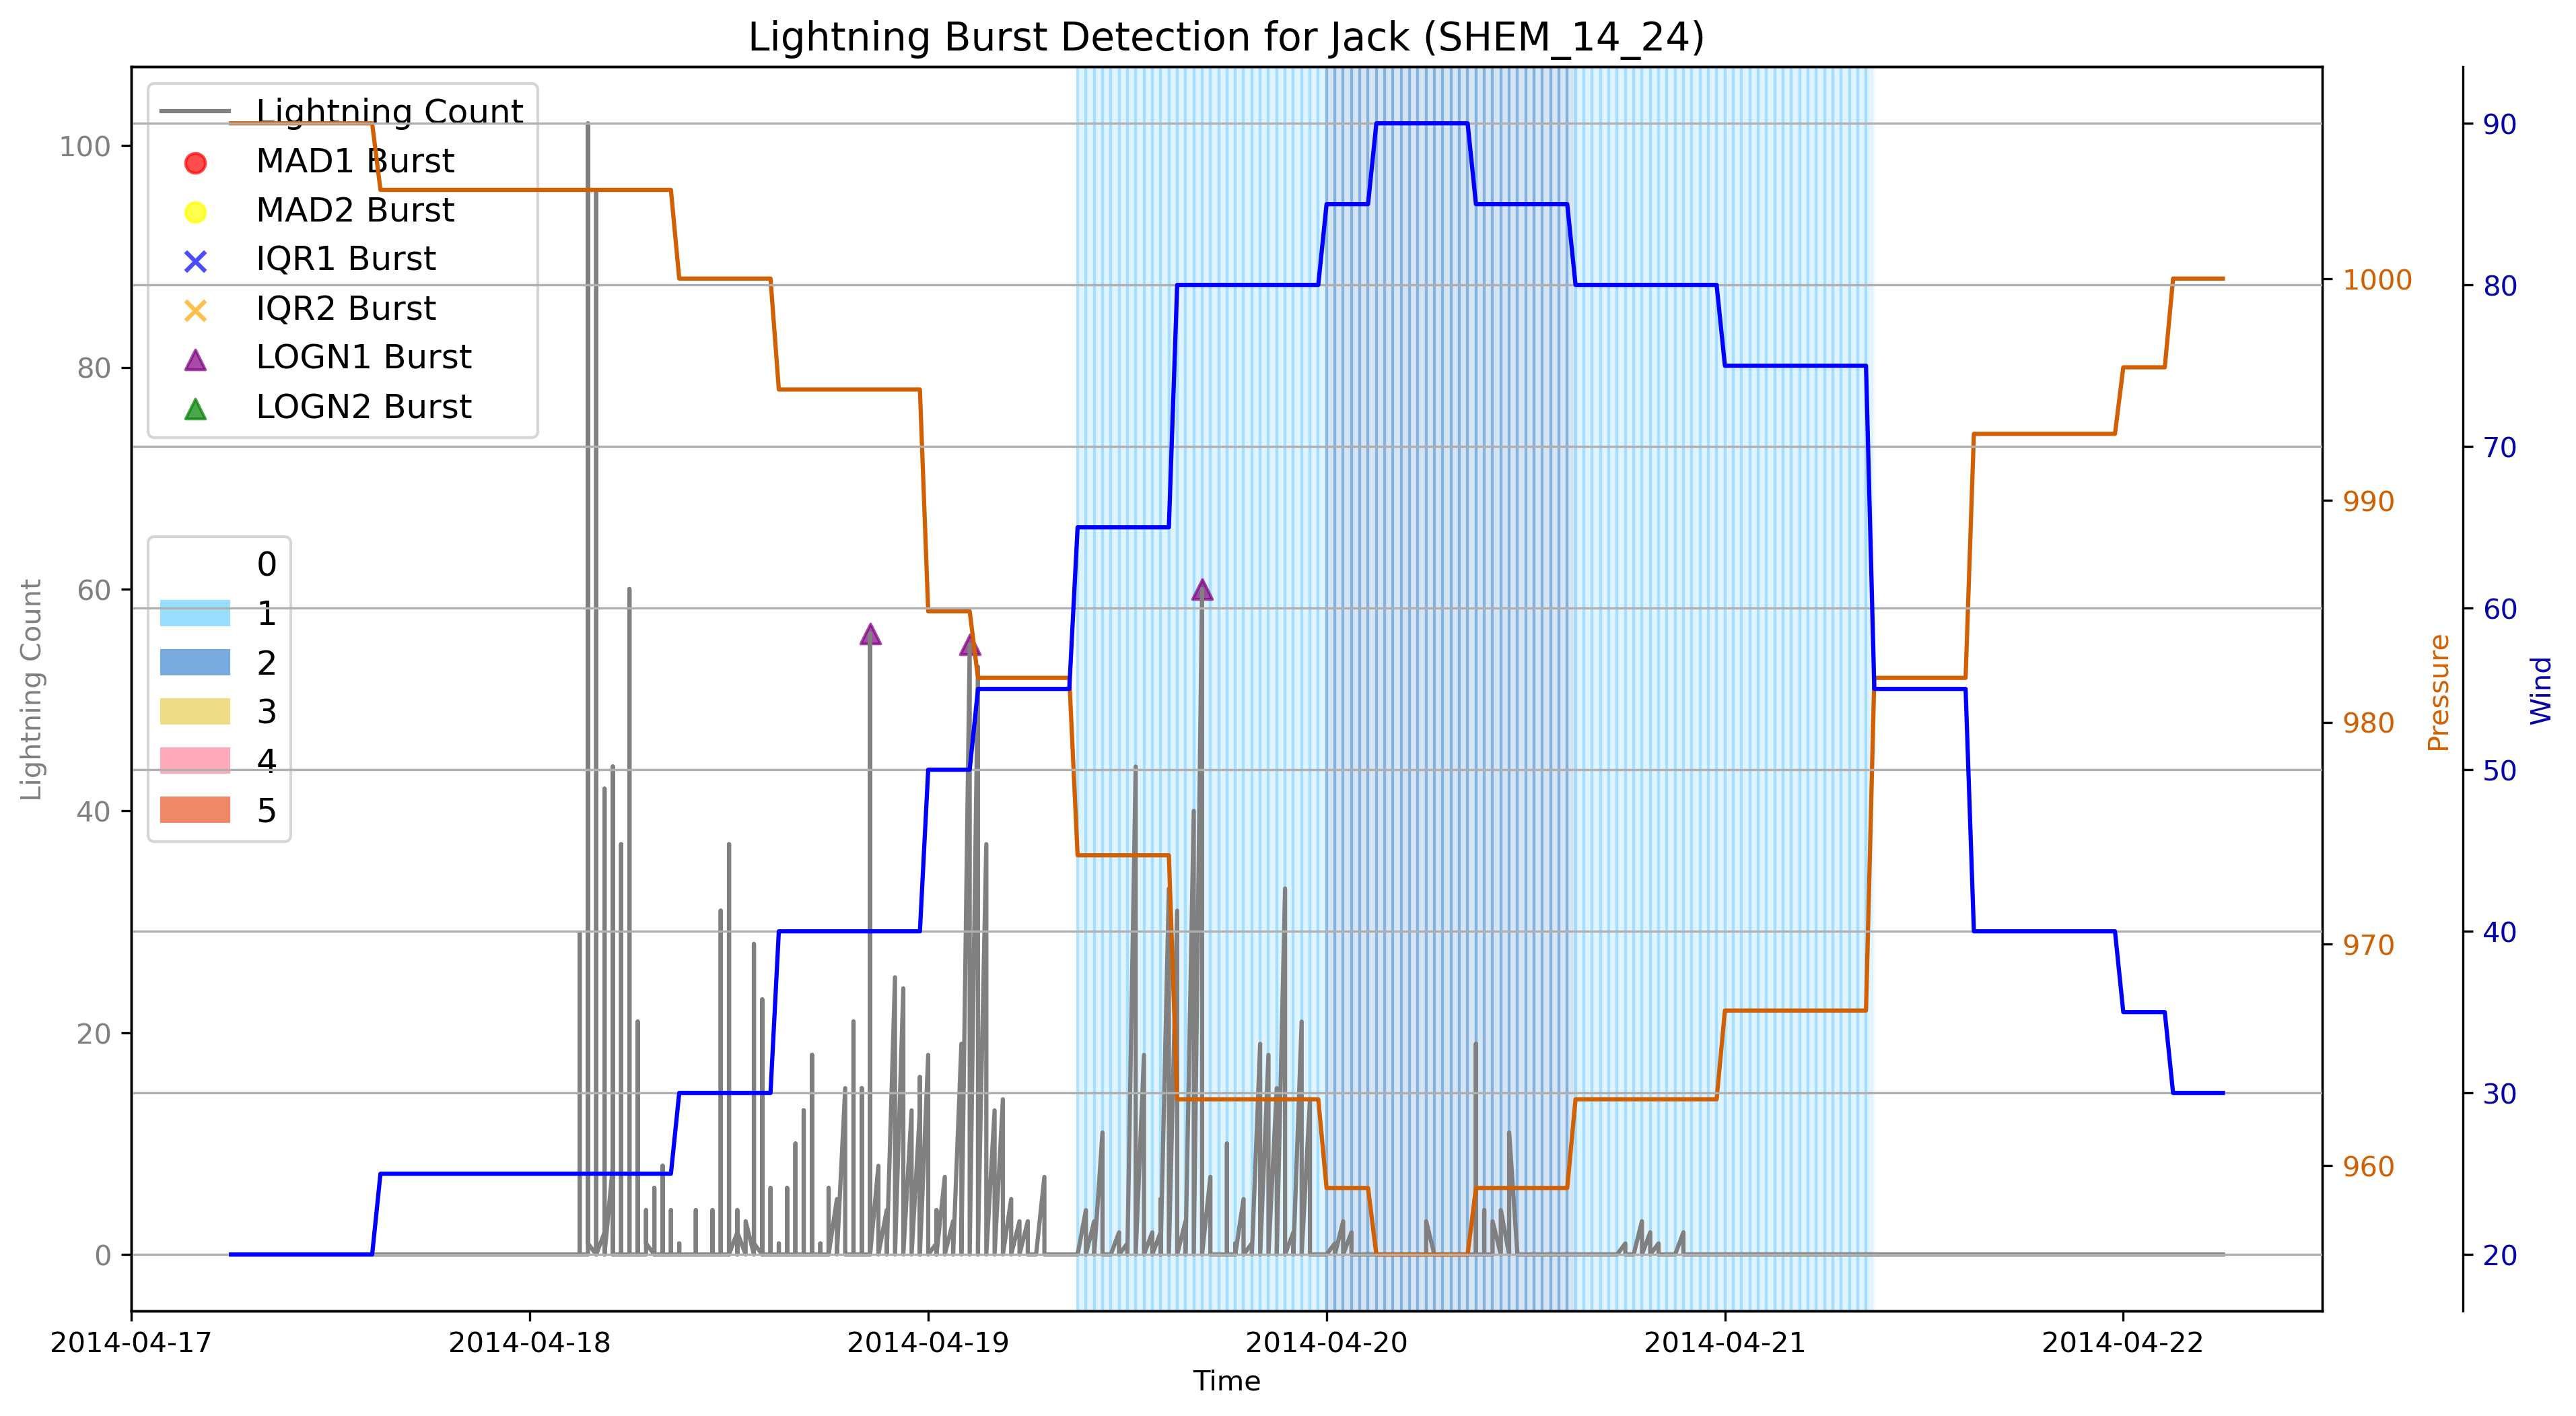 Lightning Burst Detection for Jack (SHEM_14_24)
Lightning Count
MAD1 Burst
MAD2 Burst
IQR1 Burst
IQR2 Burst
LOGN1 Burst
LOGN2 Burst
0
1
2
3
4
5
Lightning Count
100
80
60
40
20
0
1000
990
980
970
960
Pressure
90
80
70
60
50
40
30
20
Wind
2014-04-17
2014-04-18
2014-04-19
2014-04-20
2014-04-21
2014-04-22
Time